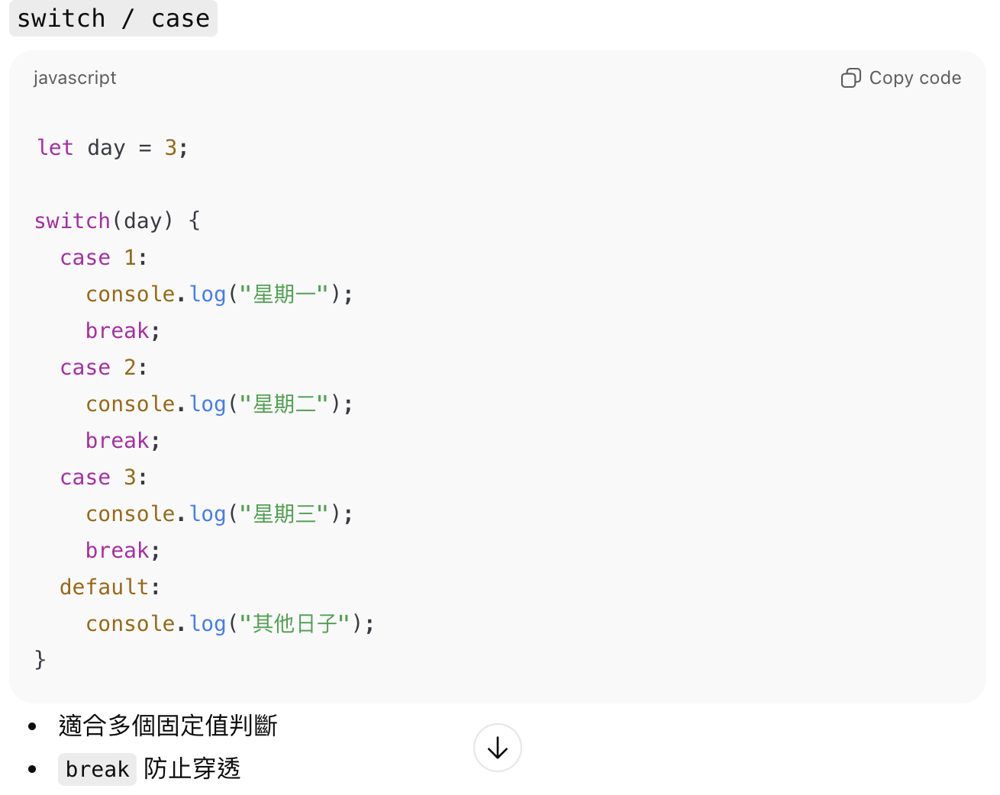 switch / case
javascript
Copy code
let day = 3;
switch(day) {
  case 1:
    console.log("星期一");
    break;
  case 2:
    console.log("星期二");
    break;
  case 3:
    console.log("星期三");
    break;
  default:
    console.log("其他日子");
}
• 適合多個固定值判斷
• break 防止穿透